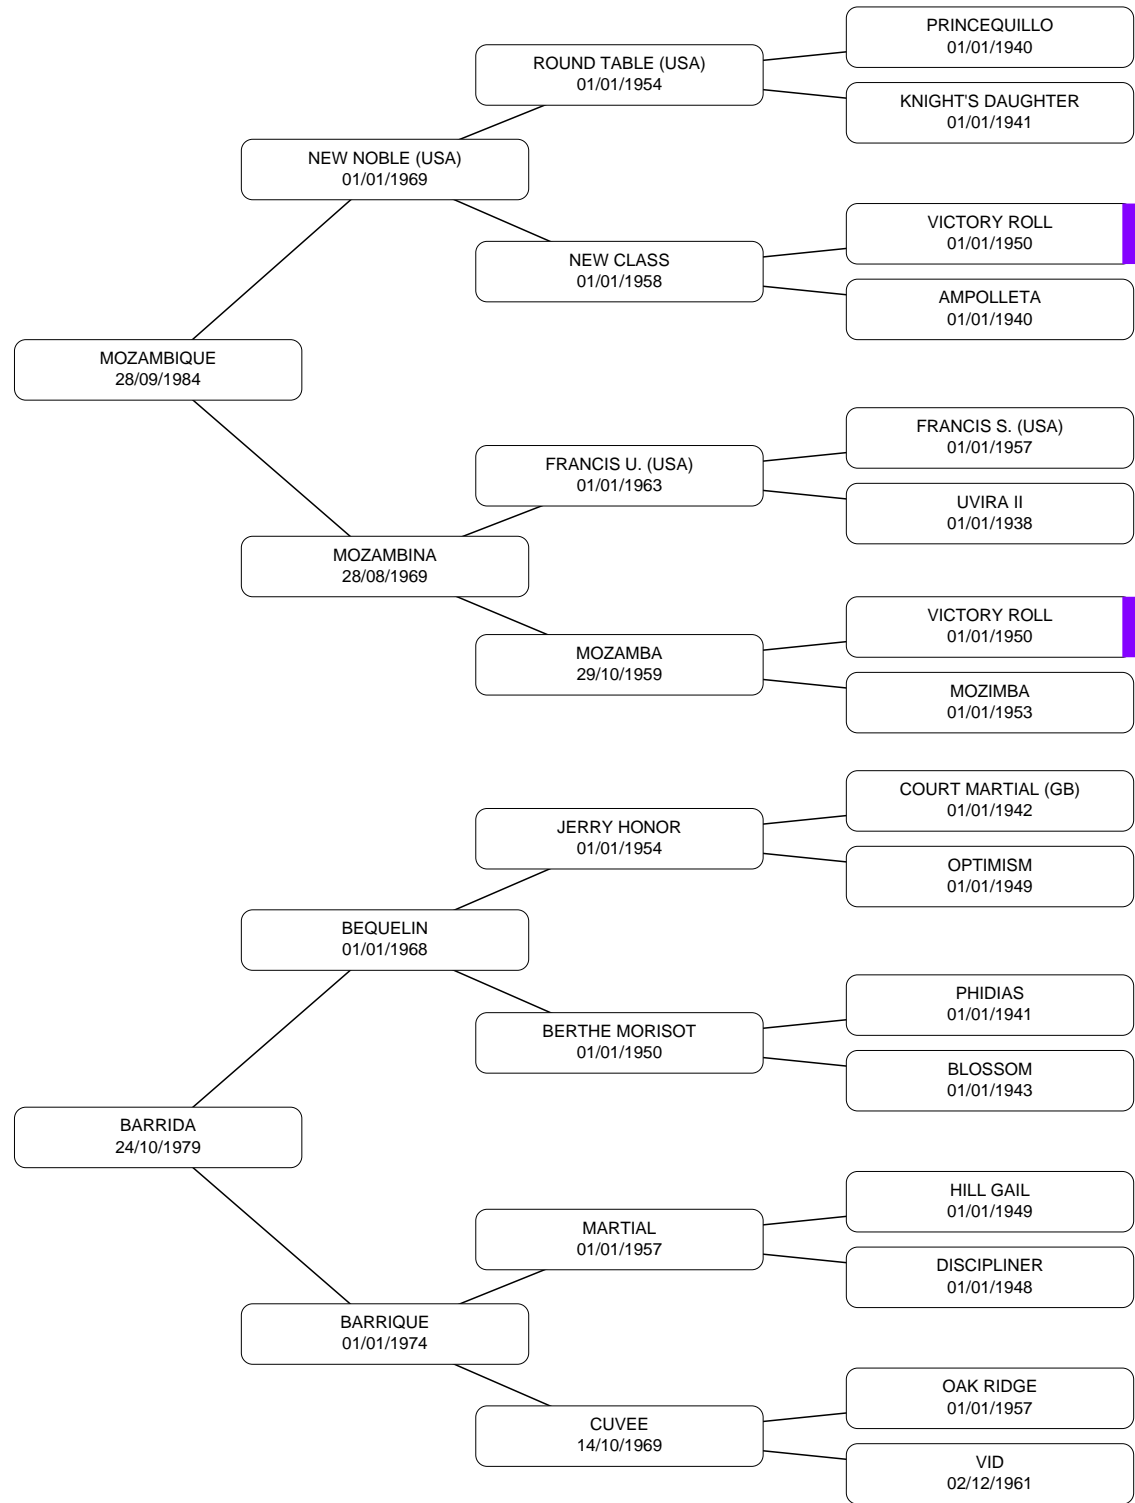 PRINCEQUILLO
01/01/1940
ROUND TABLE (USA)
01/01/1954
KNIGHT'S DAUGHTER
01/01/1941
NEW NOBLE (USA)
01/01/1969
VICTORY ROLL
01/01/1950
NEW CLASS
01/01/1958
AMPOLLETA
01/01/1940
MOZAMBIQUE
28/09/1984
FRANCIS S. (USA)
01/01/1957
FRANCIS U. (USA)
01/01/1963
UVIRA II
01/01/1938
MOZAMBINA
28/08/1969
VICTORY ROLL
01/01/1950
MOZAMBA
29/10/1959
MOZIMBA
01/01/1953
COURT MARTIAL (GB)
01/01/1942
JERRY HONOR
01/01/1954
OPTIMISM
01/01/1949
BEQUELIN
01/01/1968
PHIDIAS
01/01/1941
BERTHE MORISOT
01/01/1950
BLOSSOM
01/01/1943
BARRIDA
24/10/1979
HILL GAIL
01/01/1949
MARTIAL
01/01/1957
DISCIPLINER
01/01/1948
BARRIQUE
01/01/1974
OAK RIDGE
01/01/1957
CUVEE
14/10/1969
VID
02/12/1961